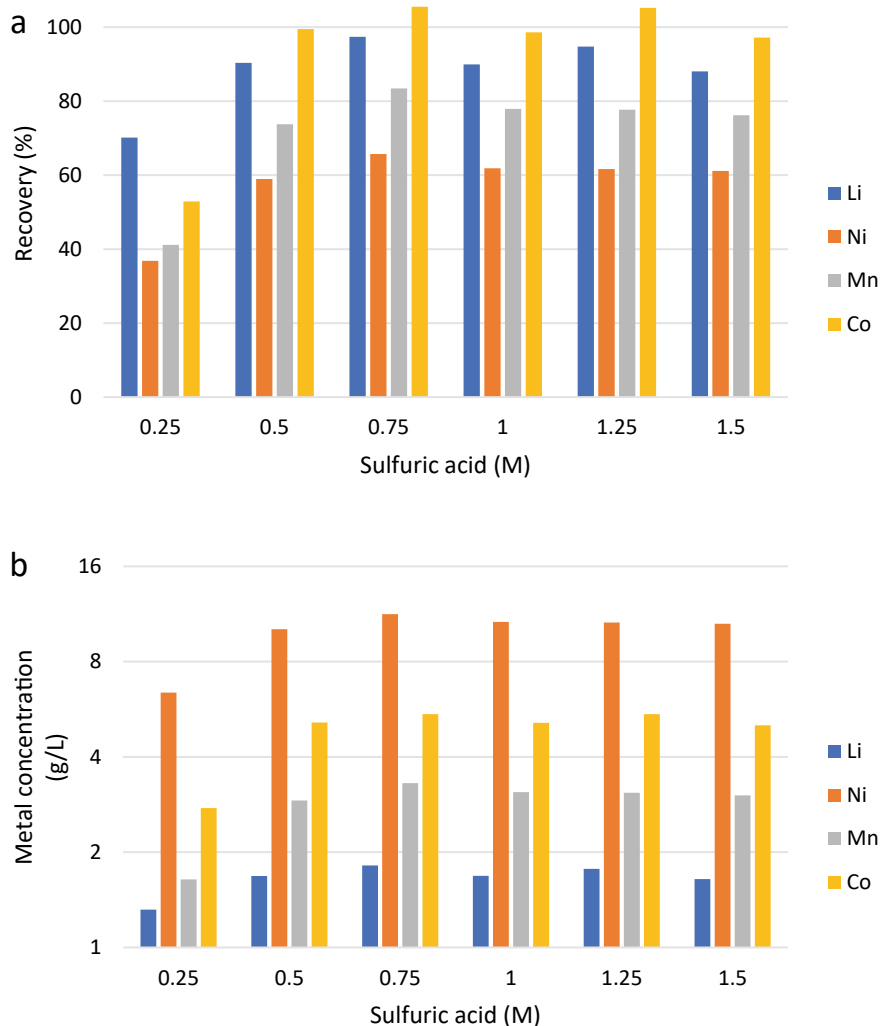 a
100
80
60
40
20
0
Recovery (%)
0.25 0.5 0.75 1 1.25 1.5
Sulfuric acid (M)
Li
Ni
Mn
Co
b
16
8
4
2
1
Metal concentration
(g/L)
0.25 0.5 0.75 1 1.25 1.5
Sulfuric acid (M)
Li
Ni
Mn
Co